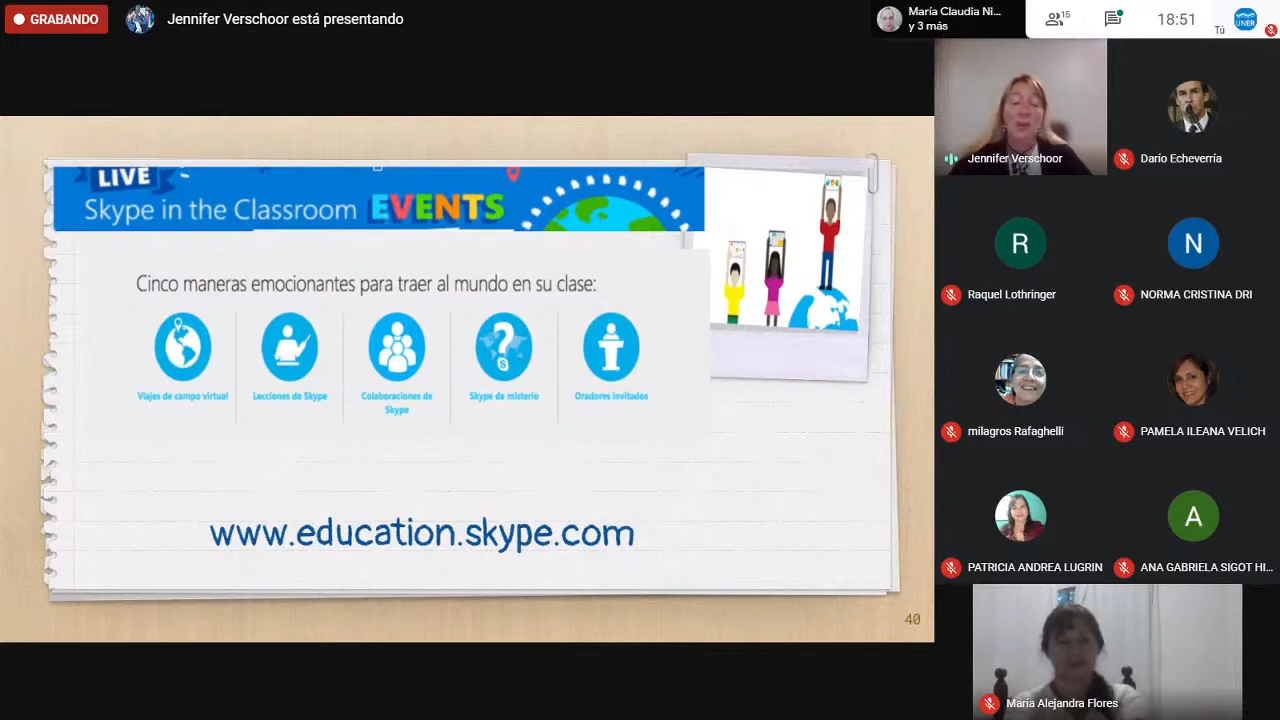 GRABANDO
Jennifer Verschoor está presentando
María Claudia Ni...
y 3 más
15
18:51
Tú
UNER
LIVE
Skype in the Classroom EVENTS
Cinco maneras emocionantes para traer al mundo en su clase:
Viajes de campo virtual
Lecciones de Skype
Colaboraciones de
Skype
Skype de misterio
Oradores invitados
www.education.skype.com
40
Jennifer Verschoor
Darío Echeverría
R
Raquel Lothringer
N
NORMA CRISTINA DRI
milagros Rafaghelli
PAMELA ILEANA VELICH
PATRICIA ANDREA LUGRIN
A
ANA GABRIELA SIGOT HI...
María Alejandra Flores